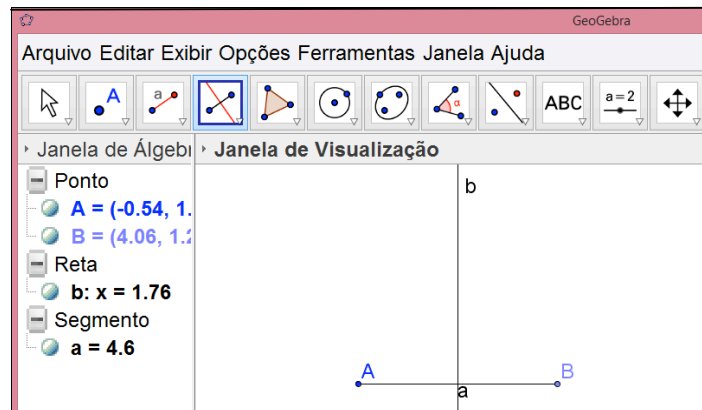 GeoGebra
Arquivo Editar Exibir Opções Ferramentas Janela Ajuda
A a α ABC a=2
Janela de Álgebr Janela de Visualização
Ponto
A = (-0.54, 1.
B = (4.06, 1.2
Reta
b: x = 1.76
Segmento
a = 4.6
b
A B
a